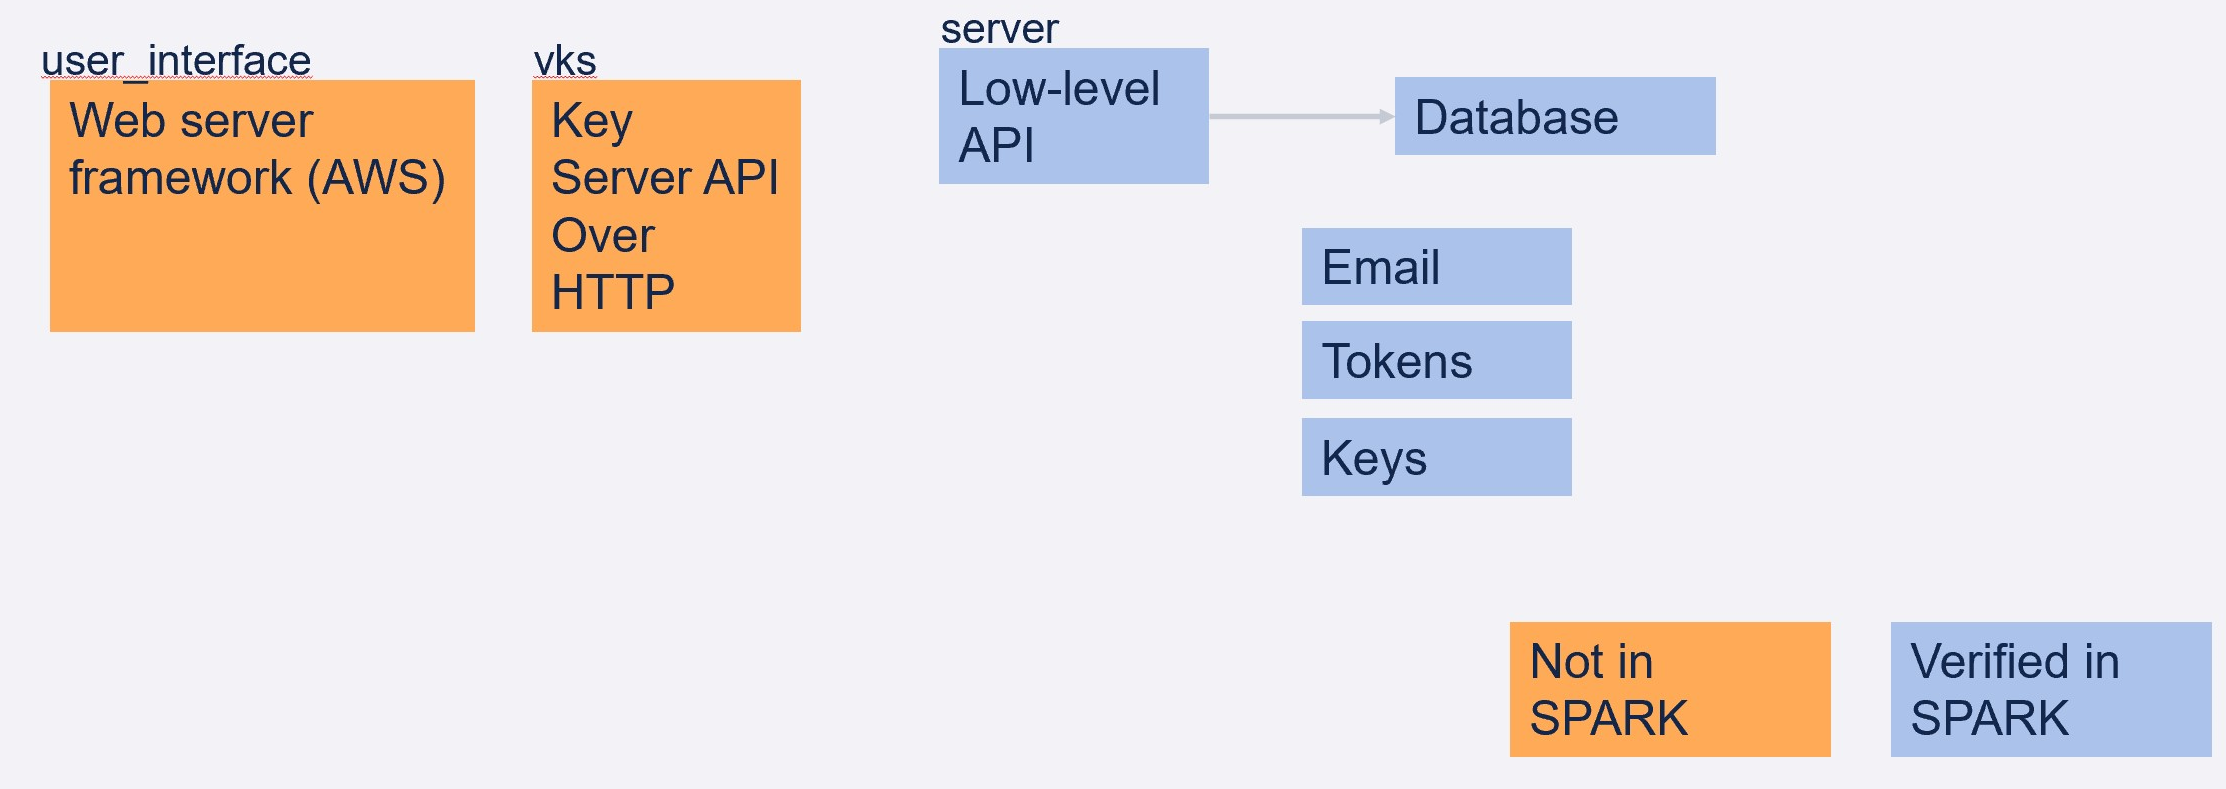 user_interface
Web server
framework (AWS)
vks
Key
Server API
Over
HTTP
server
Low-level
API
Database
Email
Tokens
Keys
Not in
SPARK
Verified in
SPARK